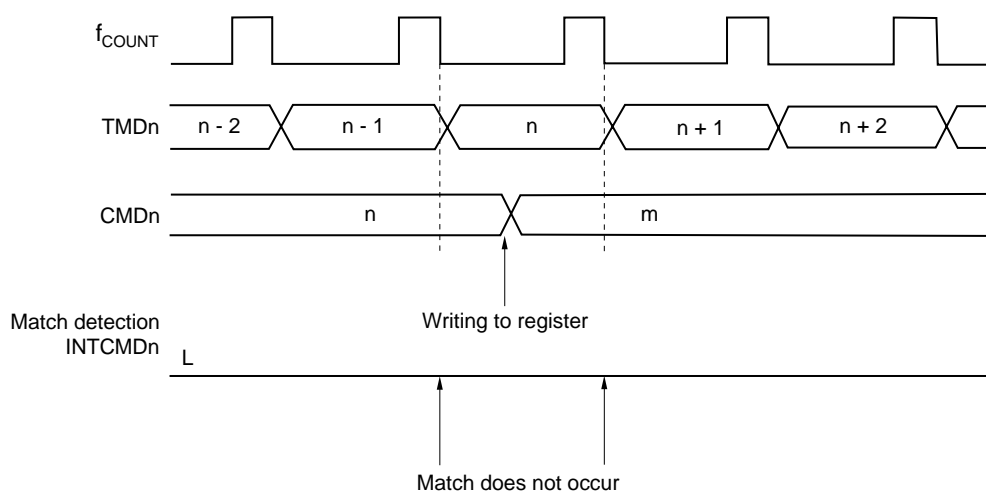 fCOUNT
TMDn
n - 2
n - 1
n
n + 1
n + 2
CMDn
n
m
Writing to register
Match detection
INTCMDn
L
Match does not occur